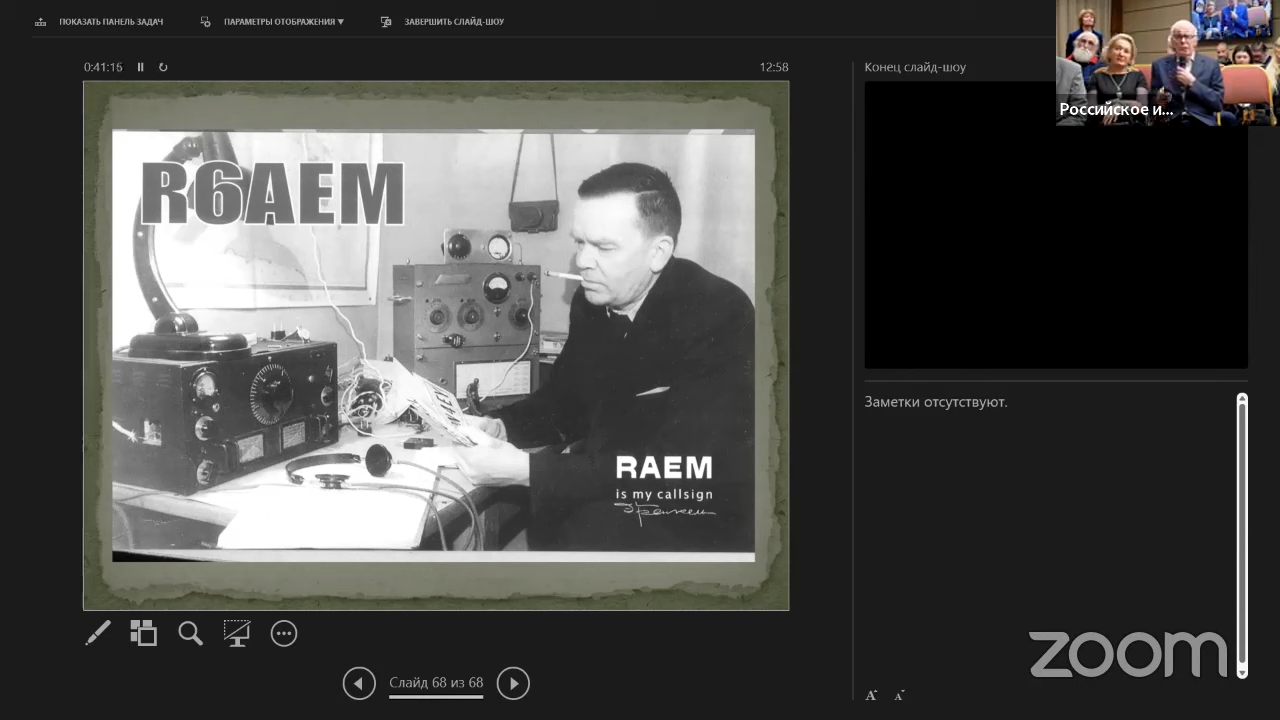 ПОКАЗАТЬ ПАНЕЛЬ ЗАДАЧ
ПАРАМЕТРЫ ОТОБРАЖЕНИЯ ▼
ЗАВЕРШИТЬ СЛАЙД-ШОУ
0:41:15
12:58
Конец слайд-шоу
Российское и...
R6AEM
RAEM
is my callsign
Заметки отсутствуют.
Слайд 68 из 68
zoom
A A